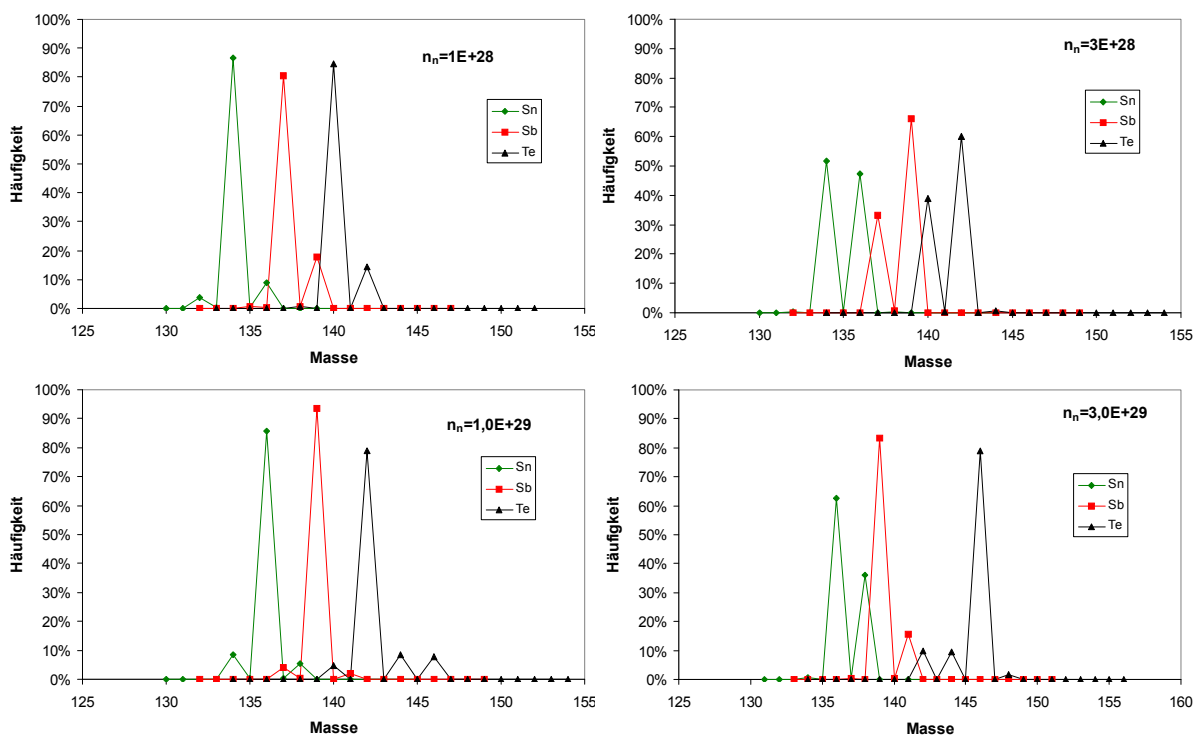 100%
90%
80%
70%
60%
50%
40%
30%
20%
10%
0%
Häufigkeit
nn=1E+28
Sn
Sb
Te
125 130 135 140 145 150 155
Masse
100%
90%
80%
70%
60%
50%
40%
30%
20%
10%
0%
Häufigkeit
nn=3E+28
Sn
Sb
Te
125 130 135 140 145 150 155
Masse
100%
90%
80%
70%
60%
50%
40%
30%
20%
10%
0%
Häufigkeit
nn=1,0E+29
Sn
Sb
Te
125 130 135 140 145 150 155
Masse
100%
90%
80%
70%
60%
50%
40%
30%
20%
10%
0%
Häufigkeit
nn=3,0E+29
Sn
Sb
Te
125 130 135 140 145 150 155 160
Masse